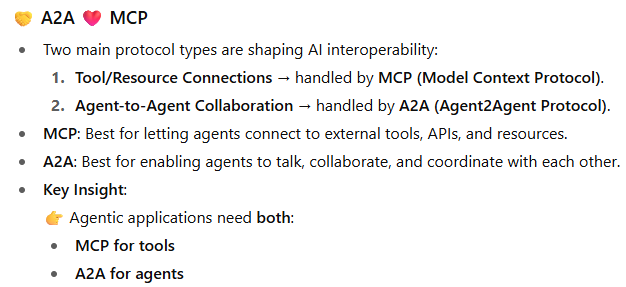 🤝 A2A ❤️ MCP
• Two main protocol types are shaping AI interoperability:
1. Tool/Resource Connections → handled by MCP (Model Context Protocol).
2. Agent-to-Agent Collaboration → handled by A2A (Agent2Agent Protocol).
• MCP: Best for letting agents connect to external tools, APIs, and resources.
• A2A: Best for enabling agents to talk, collaborate, and coordinate with each other.
• Key Insight:
👉 Agentic applications need both:
• MCP for tools
• A2A for agents